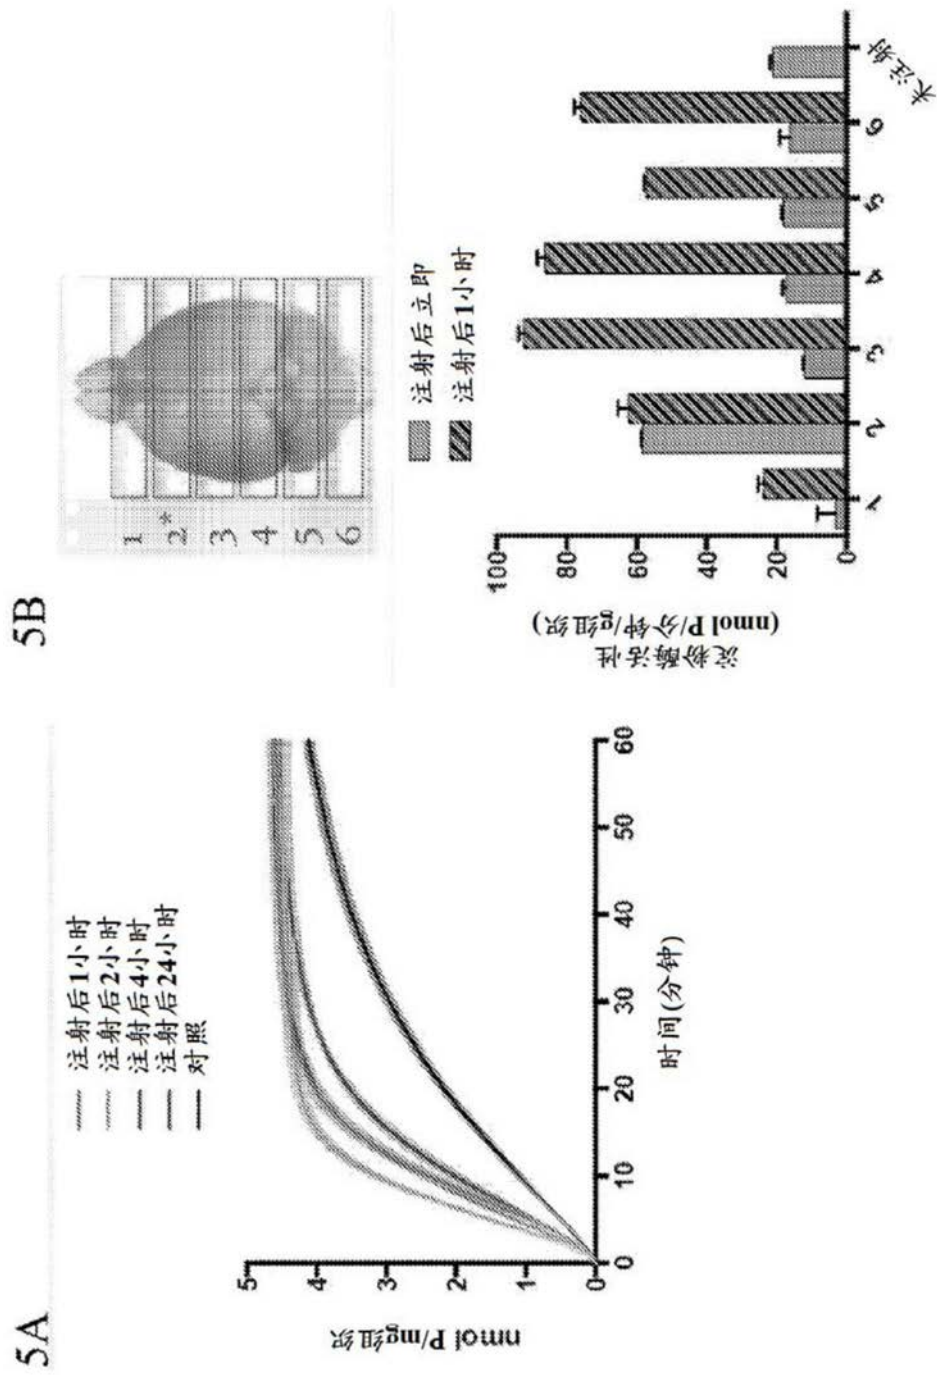 5A
注射后1小时
注射后2小时
注射后4小时
注射后24小时
对照
nmol P/mg组织
5
4
3
2
1
0
0
10
20
30
40
50
60
时间(分钟)
5B
1
2*
3
4
5
6
注射后立即
注射后1小时
淀粉酶活性
(nmol P/分钟/g组织)
100
80
60
40
20
0
1
2
3
4
5
6
未注射